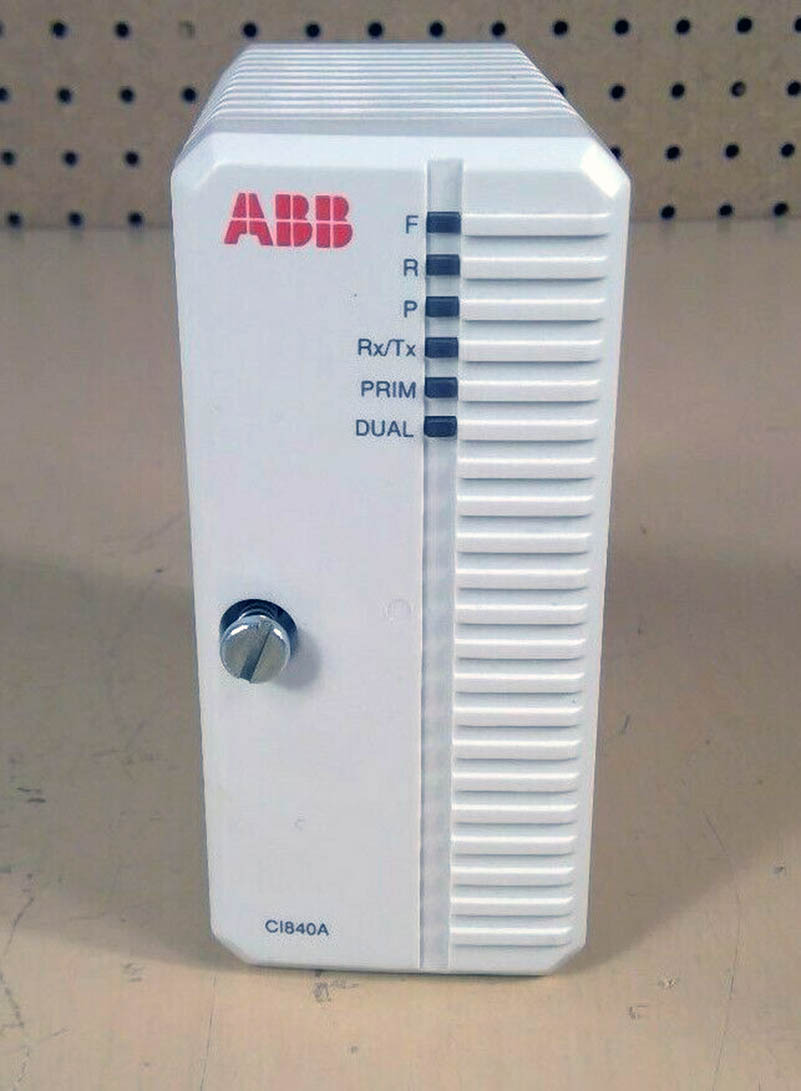 ABB
F
R
P
Rx/Tx
PRIM
DUAL
CI840A